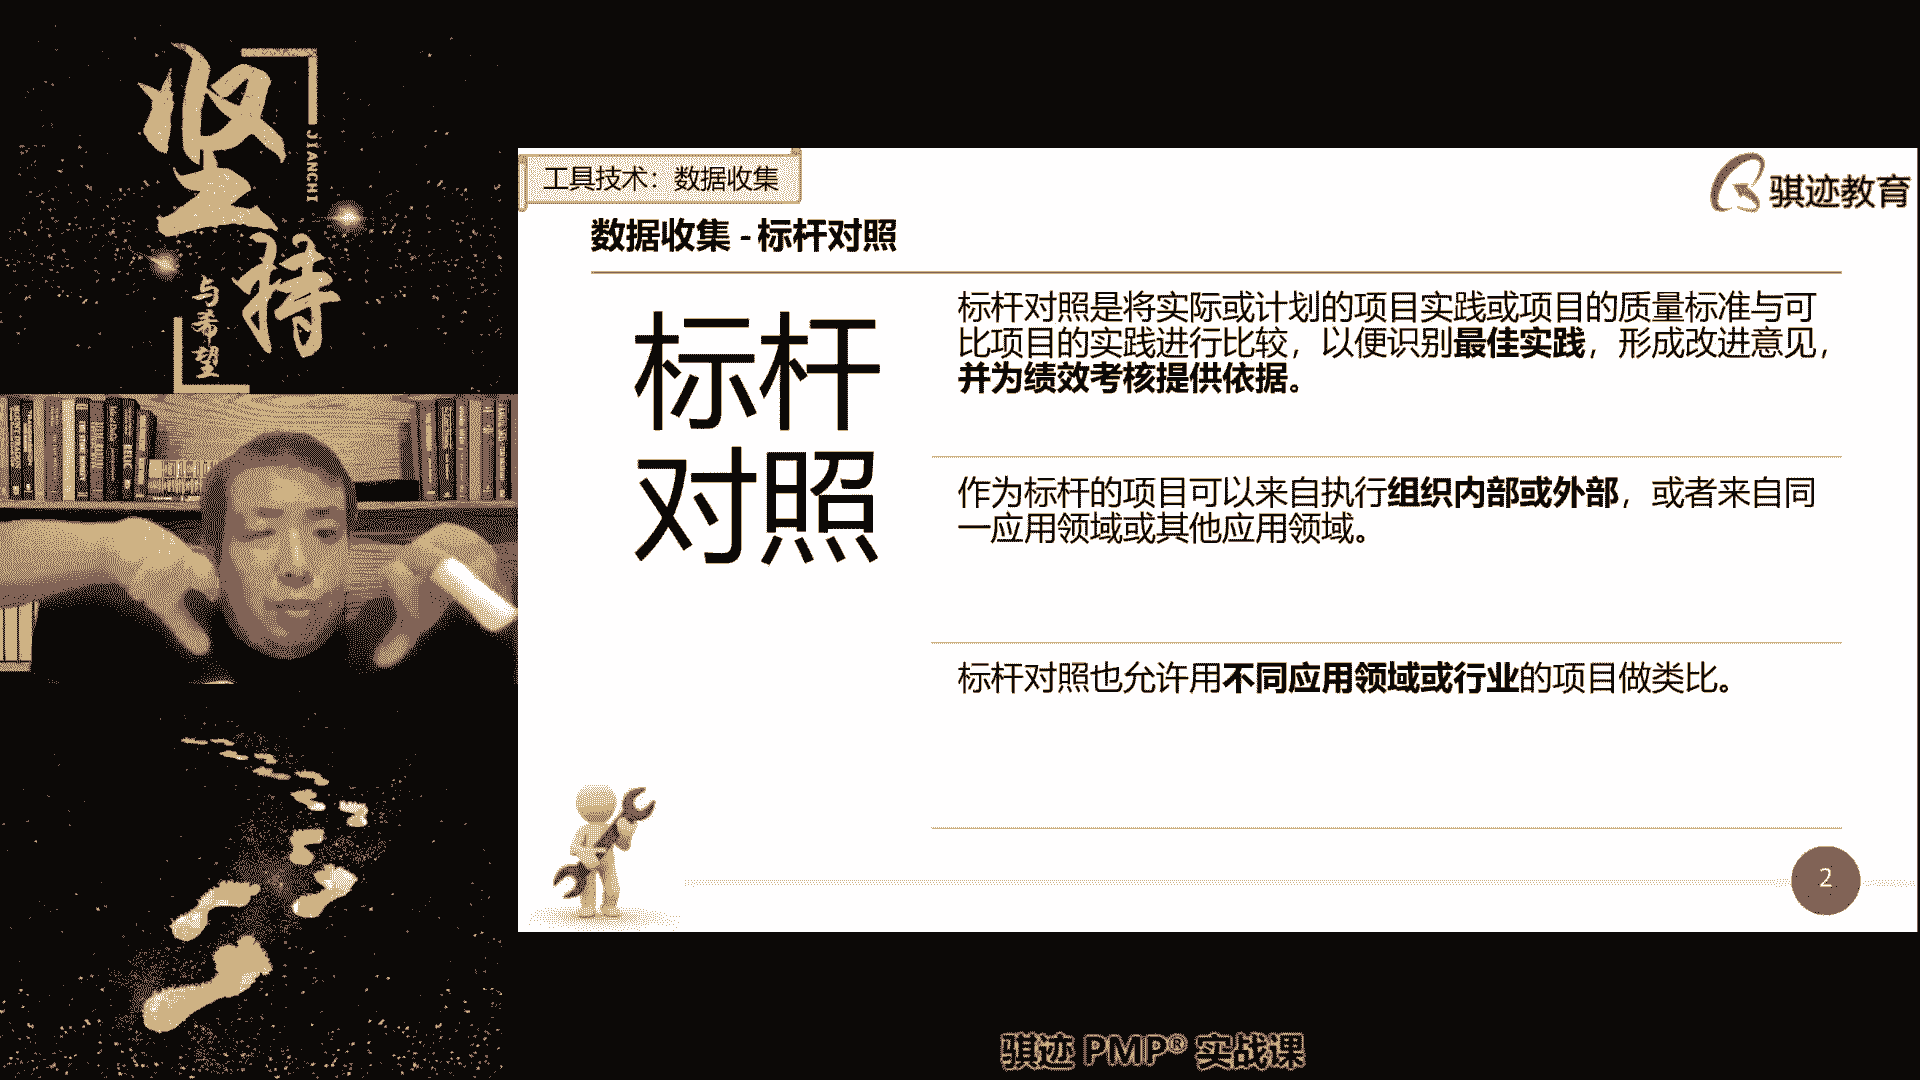 坚持
JIANCHI
与希望
工具技术：数据收集
骐迹教育
数据收集 - 标杆对照
标杆
对照
标杆对照是将实际或计划的项目实践或项目的质量标准与可
比项目的实践进行比较，以便识别最佳实践，形成改进意见，
并为绩效考核提供依据。
作为标杆的项目可以来自执行组织内部或外部，或者来自同
一应用领域或其他应用领域。
标杆对照也允许用不同应用领域或行业的项目做类比。
2
骐迹 PMP® 实战课